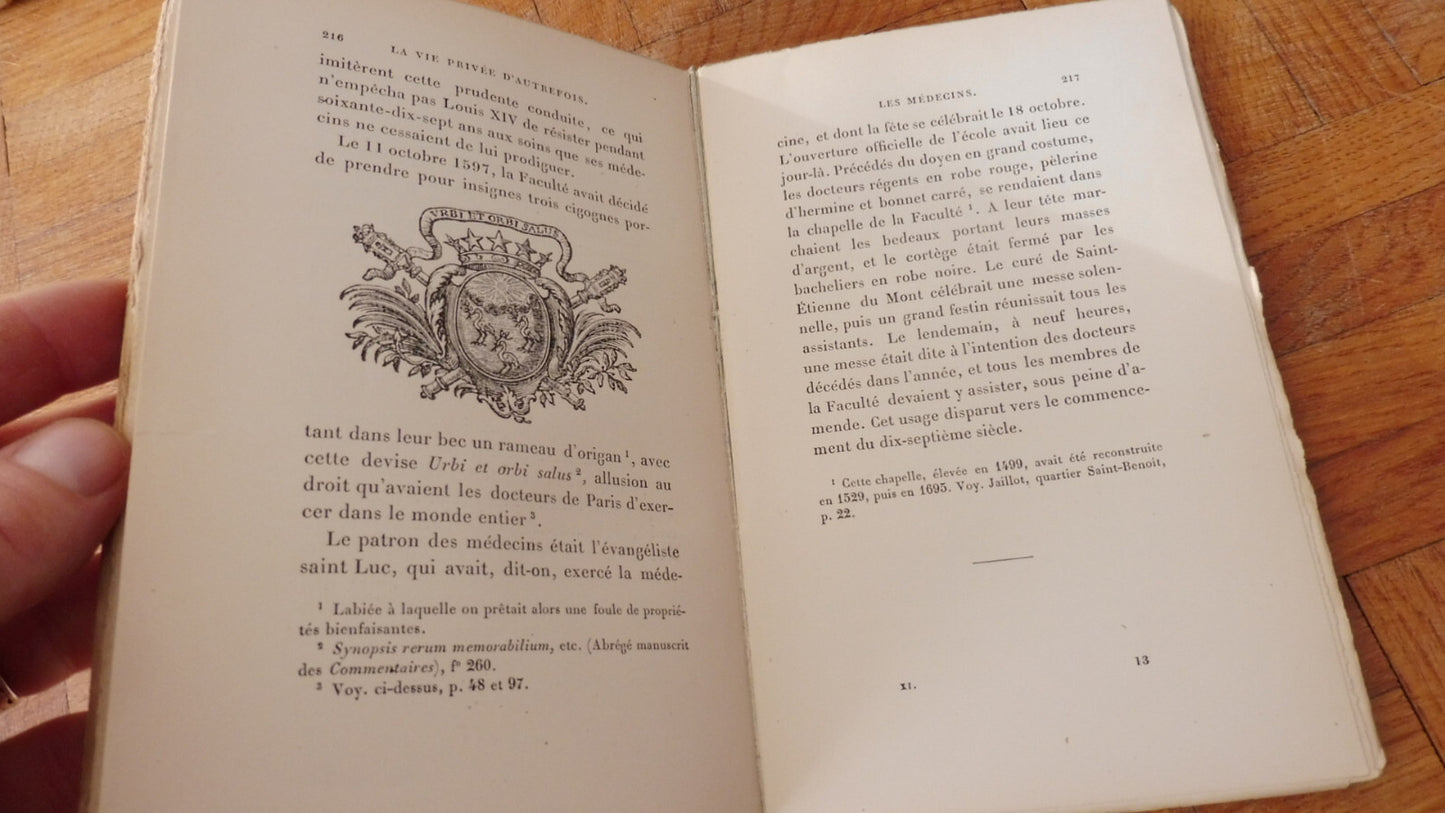 216
LA VIE PRIVÉE D'AUTREFOIS.
imitèrent cette prudente conduite, ce qui
n'empêcha pas Louis XIV de résister pendant
soixante-dix-sept ans aux soins que ses méde-
cins ne cessaient de lui prodiguer.
Le 11 octobre 1597, la Faculté avait décidé
de prendre pour insignes trois cigognes por-
VRBI ET ORBI SALUS
tant dans leur bec un rameau d'origan ¹, avec
cette devise Urbi et orbi salus ², allusion au
droit qu'avaient les docteurs de Paris d'exer-
cer dans le monde entier ³.
Le patron des médecins était l'évangéliste
saint Luc, qui avait, dit-on, exercé la méde-
¹ Labiée à laquelle on prêtait alors une foule de proprié-
tés bienfaisantes.
² Synopsis rerum memorabilium, etc. (Abrégé manuscrit
des Commentaires), f° 260.
³ Voy. ci-dessus, p. 48 et 97.
217
LES MÉDECINS.
cine, et dont la fête se célébrait le 18 octobre.
L'ouverture officielle de l'école avait lieu ce
jour-là. Précédés du doyen en grand costume,
les docteurs régents en robe rouge, pèlerine
d'hermine et bonnet carré, se rendaient dans
la chapelle de la Faculté ¹. A leur tête mar-
chaient les bedeaux portant leurs masses
d'argent, et le cortège était fermé par les
bacheliers en robe noire. Le curé de Saint-
Étienne du Mont célébrait une messe solen-
nelle, puis un grand festin réunissait tous les
assistants. Le lendemain, à neuf heures,
une messe était dite à l'intention des docteurs
décédés dans l'année, et tous les membres de
la Faculté devaient y assister, sous peine d'a-
mende. Cet usage disparut vers le commence-
ment du dix-septième siècle.
¹ Cette chapelle, élevée en 1499, avait été reconstruite
en 1529, puis en 1695. Voy. Jaillot, quartier Saint-Benoit,
p. 22.
XI.
13